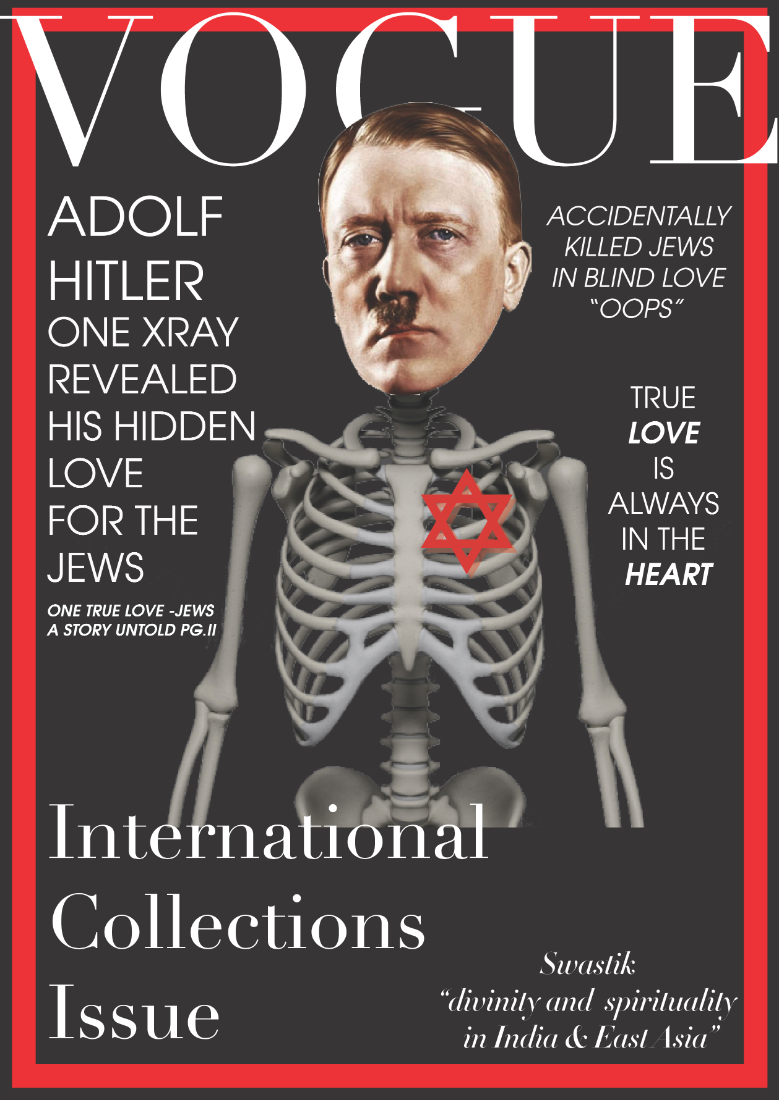 VOGUE
ADOLF
HITLER
ONE XRAY
REVEALED
HIS HIDDEN
LOVE
FOR THE
JEWS
ONE TRUE LOVE -JEWS
A STORY UNTOLD PG.II
ACCIDENTALLY
KILLED JEWS
IN BLIND LOVE
“OOPS”
TRUE
LOVE
IS
ALWAYS
IN THE
HEART
International
Collections
Issue
Swastik
“divinity and spirituality
in India & East Asia”